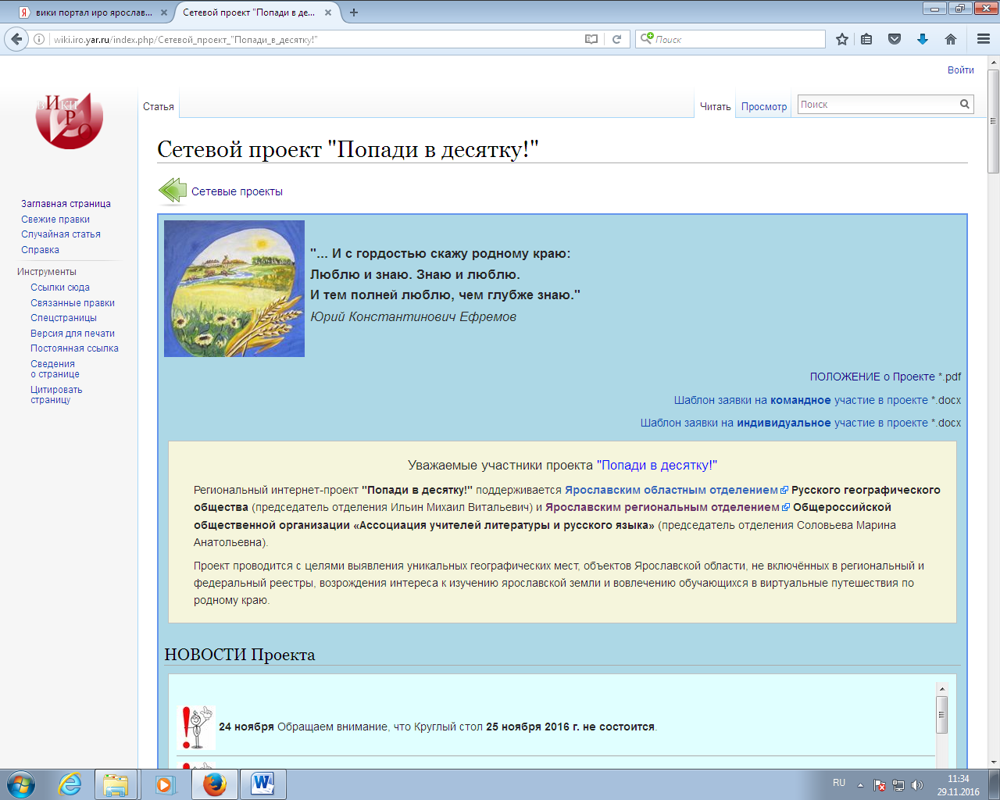 вики портал иро ярослав...
Сетевой проект "Попади в де...
wiki.iro.yar.ru/index.php/Сетевой_проект_"Попади_в_десятку!"
Поиск
Войти
ВИКИ
ИРО
Статья
Читать
Просмотр
Поиск
Сетевой проект "Попади в десятку!"
Сетевые проекты
Заглавная страница
Свежие правки
Случайная статья
Справка
Инструменты
Ссылки сюда
Связанные правки
Спецстраницы
Версия для печати
Постоянная ссылка
Сведения
о странице
Цитировать
страницу
"... И с гордостью скажу родному краю:
Люблю и знаю. Знаю и люблю.
И тем полней люблю, чем глубже знаю."
Юрий Константинович Ефремов
ПОЛОЖЕНИЕ о Проекте *.pdf
Шаблон заявки на командное участие в проекте *.docx
Шаблон заявки на индивидуальное участие в проекте *.docx
Уважаемые участники проекта "Попади в десятку!"
Региональный интернет-проект "Попади в десятку!" поддерживается Ярославским областным отделением Русского географического
общества (председатель отделения Ильин Михаил Витальевич) и Ярославским региональным отделением Общероссийской
общественной организации «Ассоциация учителей литературы и русского языка» (председатель отделения Соловьева Марина
Анатольевна).
Проект проводится с целями выявления уникальных географических мест, объектов Ярославской области, не включённых в региональный и
федеральный реестры, возрождения интереса к изучению ярославской земли и вовлечению обучающихся в виртуальные путешествия по
родному краю.
НОВОСТИ Проекта
24 ноября Обращаем внимание, что Круглый стол 25 ноября 2016 г. не состоится.
RU
11:34
29.11.2016